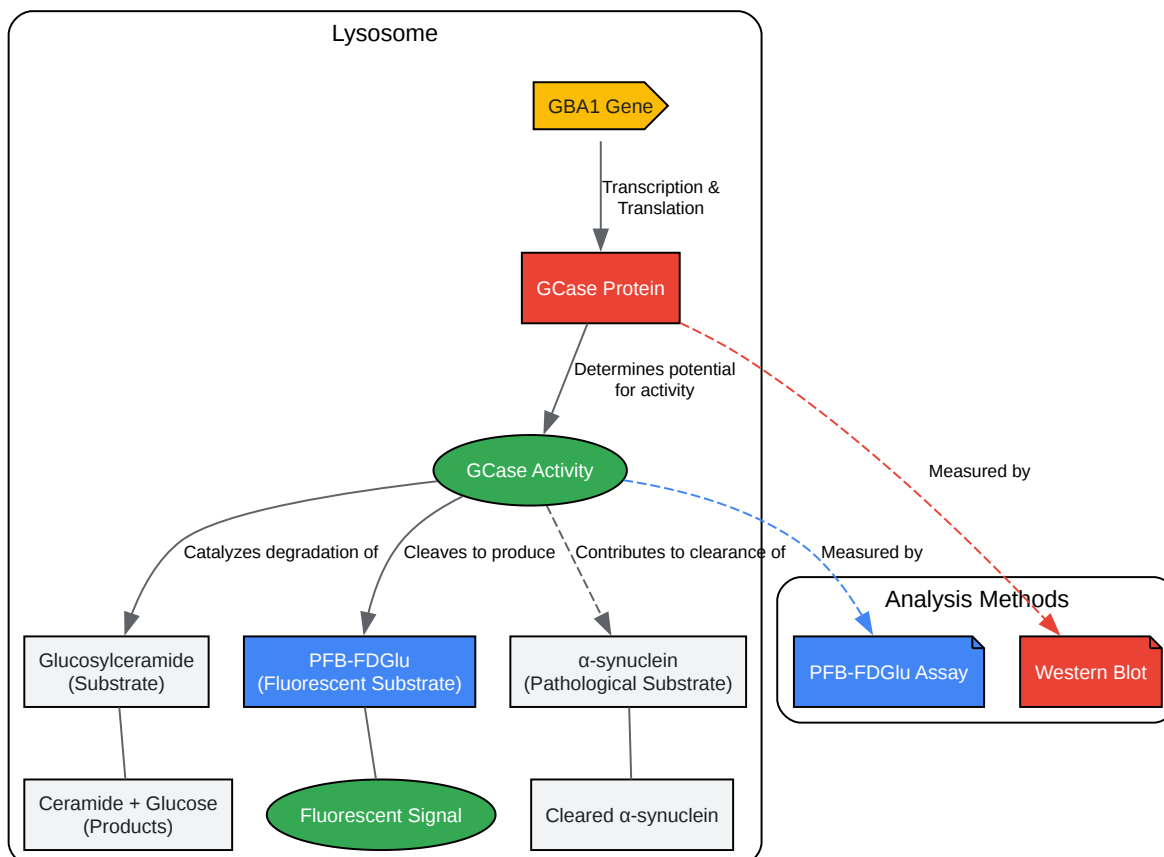 Lysosome
GBA1 Gene
Transcription &
Translation
GCase Protein
Determines potential
for activity
GCase Activity
Measured by
Catalyzes degradation of
Cleaves to produce
Contributes to clearance of
Measured by
Analysis Methods
Glucosylceramide
(Substrate)
PFB-FDGlu
(Fluorescent Substrate)
α-synuclein
(Pathological Substrate)
PFB-FDGlu Assay
Western Blot
Ceramide + Glucose
(Products)
Fluorescent Signal
Cleared α-synuclein